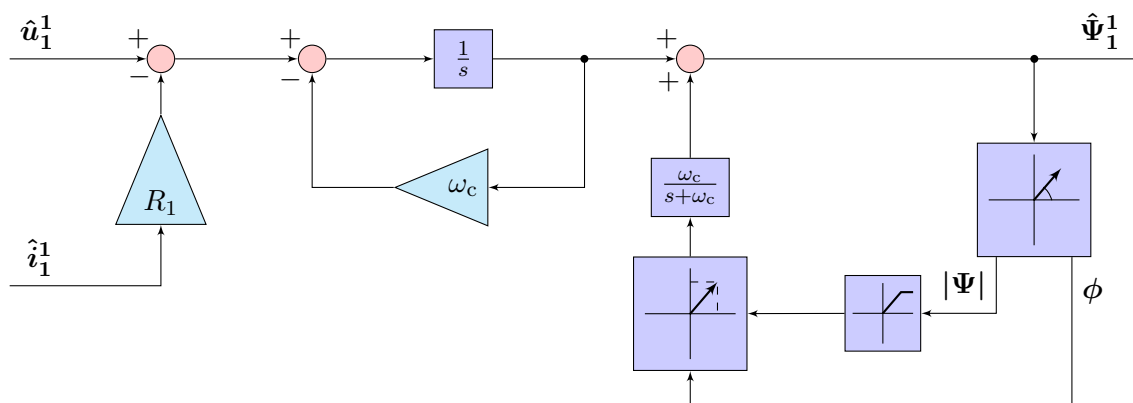 û₁¹
+
−
+
−
1/s
+
+
Ψ̂₁¹
R₁
ω_c
ω_c/(s+ω_c)
î₁¹
|Ψ|
ϕ